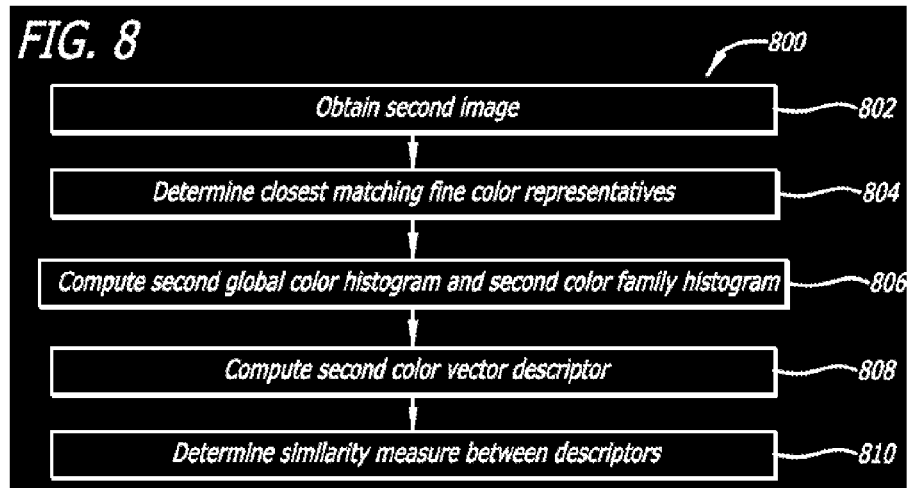 FIG. 8
800
Obtain second image
802
Determine closest matching fine color representatives
804
Compute second global color histogram and second color family histogram
806
Compute second color vector descriptor
808
Determine similarity measure between descriptors
810